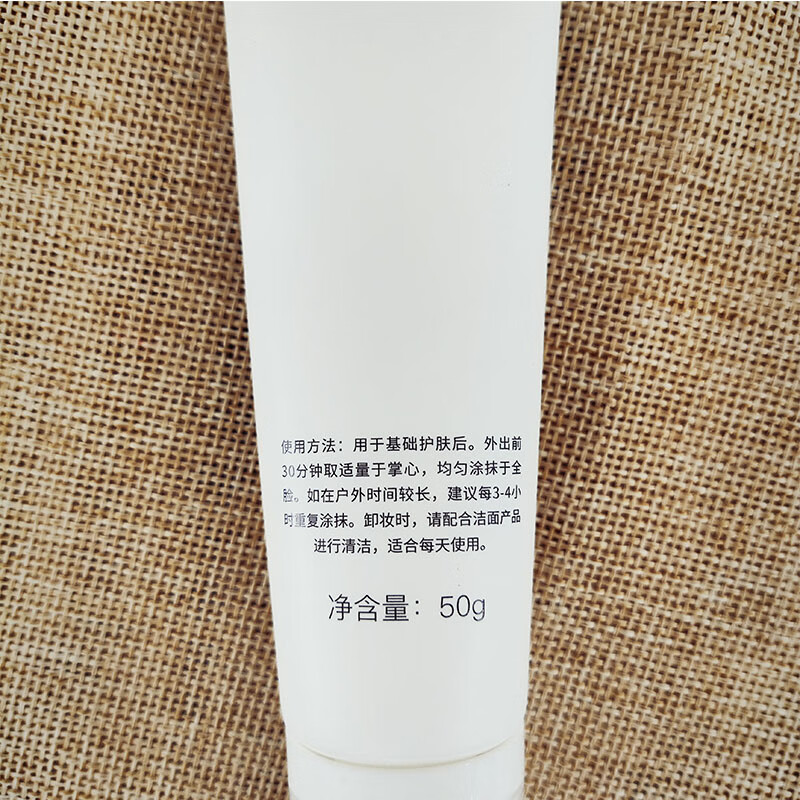 使用方法：用于基础护肤后。外出前
30分钟取适量于掌心，均匀涂抹于全
脸。如在户外时间较长，建议每3-4小
时重复涂抹。卸妆时，请配合洁面产品
进行清洁，适合每天使用。
净含量：50g